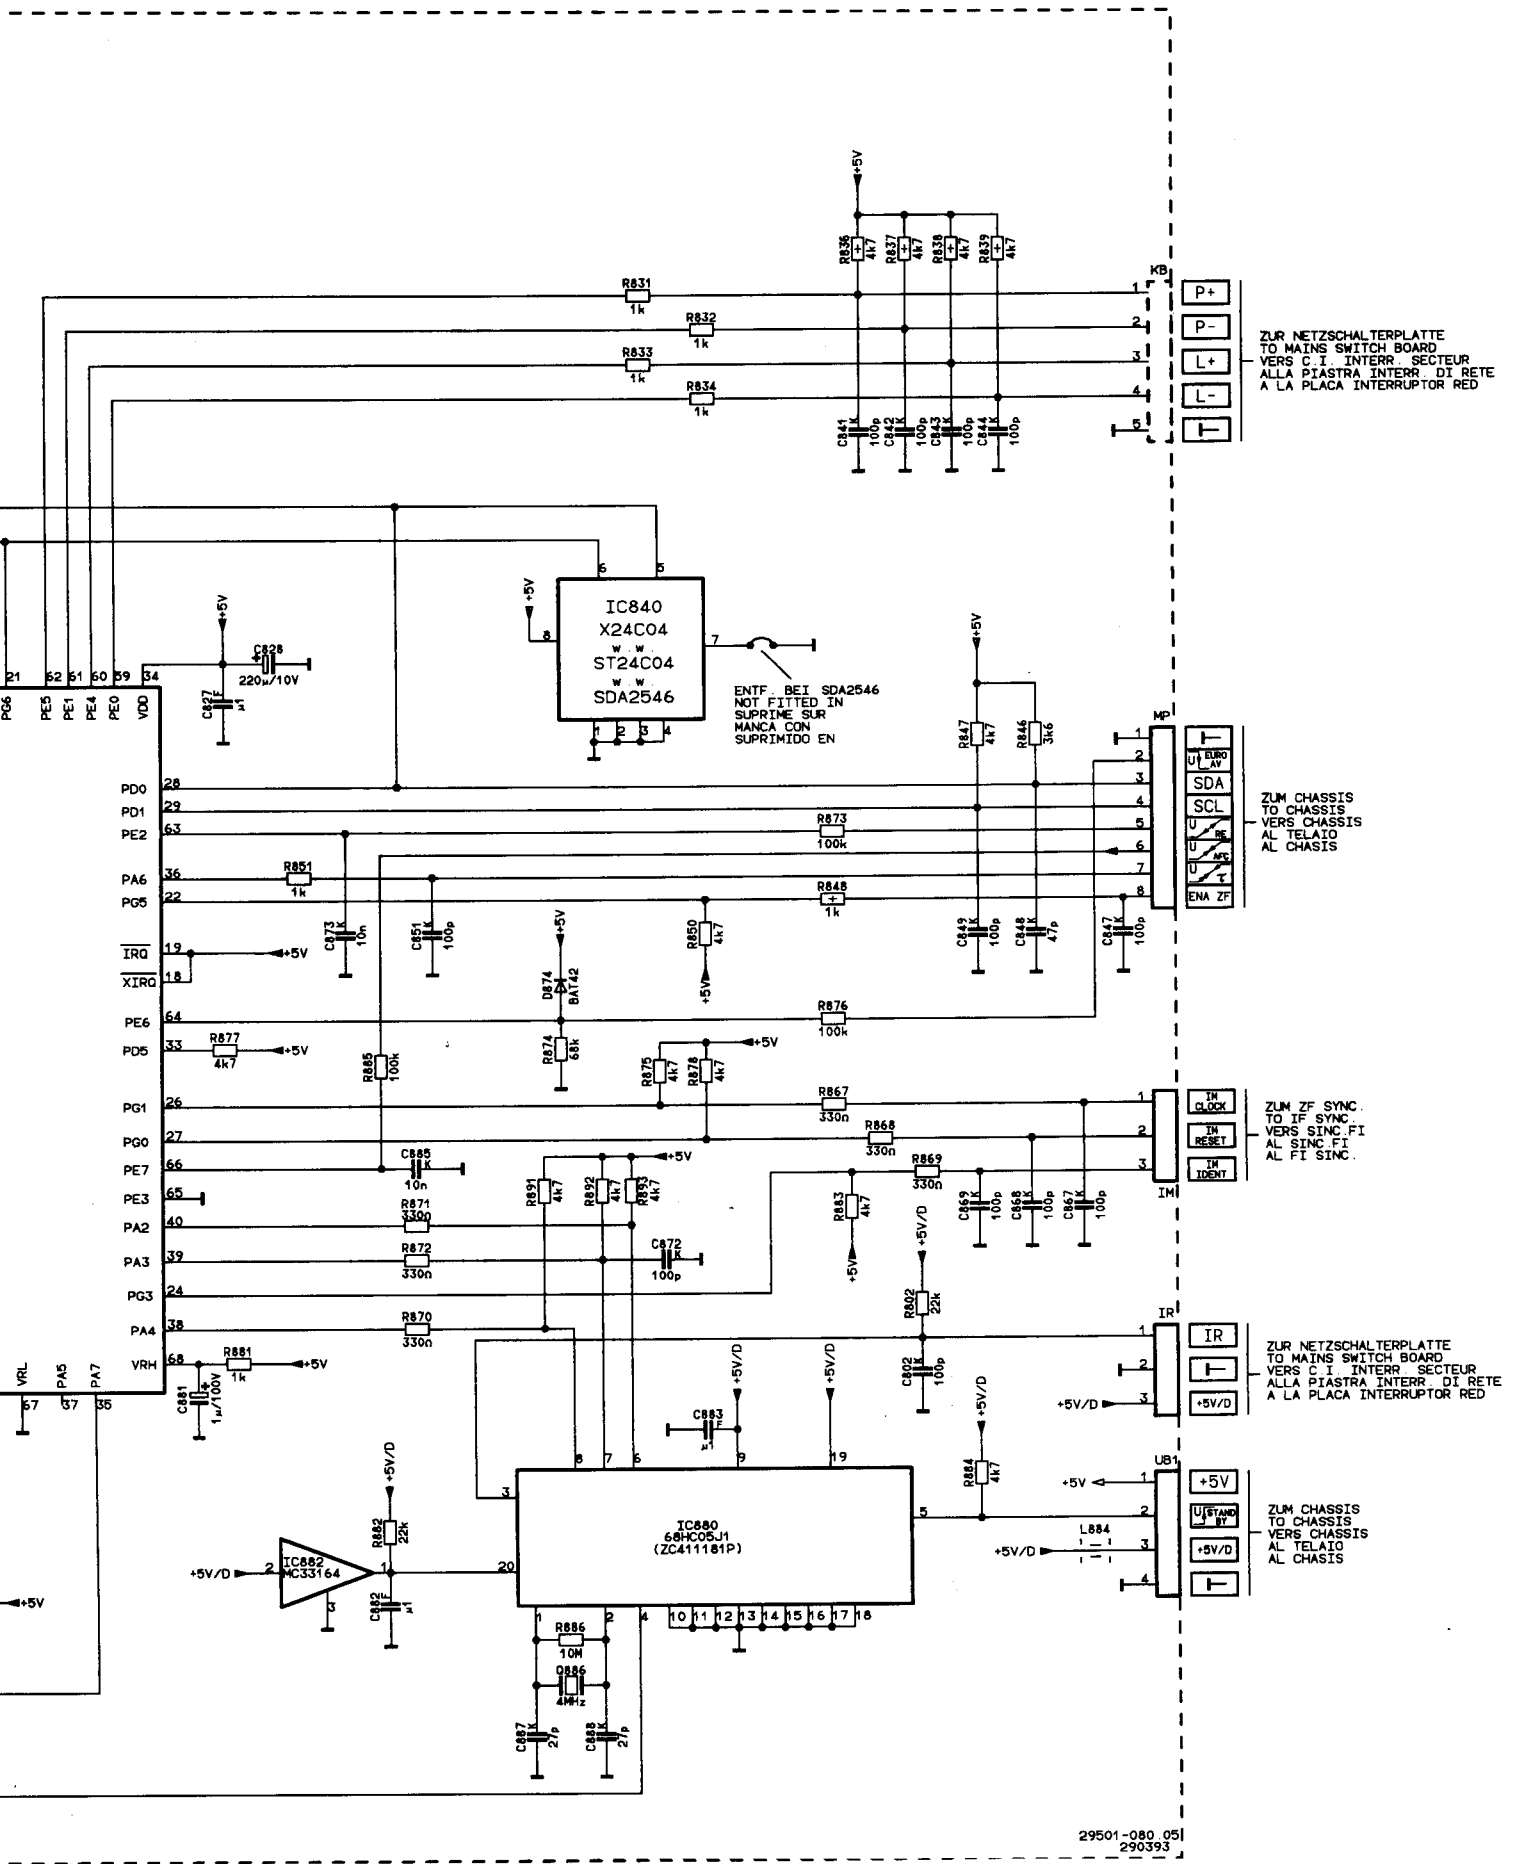 +5V
R836
4k7
R837
4k7
R838
4k7
R839
4k7
KB
R831
1k
1
P+
R832
1k
2
P-
R833
1k
3
L+
R834
1k
4
L-
5
ZUR NETZSCHALTERPLATTE
TO MAINS SWITCH BOARD
VERS C.I. INTERR. SECTEUR
ALLA PIASTRA INTERR. DI RETE
A LA PLACA INTERRUPTOR RED
C841
K
100p
C842
K
100p
C843
K
100p
C844
K
100p
6
5
+5V
8
IC840
X24C04
w. w.
ST24C04
w. w.
SDA2546
7
1
2
3
4
ENTF. BEI SDA2546
NOT FITTED IN
SUPRIME SUR
MANCA CON
SUPRIMIDO EN
+5V
C828
+
220µ/10V
C827
F
µ1
21
62
61
60
59
34
PG6
PE5
PE1
PE4
PE0
VDD
+5V
R847
4k7
R846
3k6
MP
1
2
U EURO AV
3
SDA
4
SCL
5
U RE
6
U AFC
7
U τ
8
ENA ZF
ZUM CHASSIS
TO CHASSIS
VERS CHASSIS
AL TELAIO
AL CHASIS
PD0
28
PD1
29
PE2
63
R873
100k
PA6
36
R851
1k
PG5
22
R848
1k
C873
K
10n
C851
K
100p
R850
4k7
+5V
C849
K
100p
C848
K
47p
C847
K
100p
IRQ
19
+5V
XIRQ
18
+5V
D874
BAT42
PE6
64
R876
100k
PD5
33
R877
4k7
+5V
R885
100k
R874
68k
+5V
R875
4k7
R878
4k7
PG1
26
R867
330Ω
1
IM CLOCK
PG0
27
R868
330Ω
2
IM RESET
PE7
66
C885
K
10n
+5V
R869
330Ω
3
IM IDENT
IM
ZUM ZF SYNC.
TO IF SYNC.
VERS SINC.FI
AL SINC.FI
AL FI SINC.
PE3
65
R891
4k7
R892
4k7
R893
4k7
R883
4k7
+5V
C869
K
100p
C868
K
100p
C867
K
100p
PA2
40
R871
330Ω
PA3
39
R872
330Ω
C872
K
100p
PG3
24
PA4
38
R870
330Ω
+5V/D
R802
22k
C802
K
100p
VRH
68
R881
1k
+5V
C881
+
1µ/100V
VRL
PA5
PA7
67
37
35
IR
1
IR
2
+5V/D
3
+5V/D
ZUR NETZSCHALTERPLATTE
TO MAINS SWITCH BOARD
VERS C.I. INTERR. SECTEUR
ALLA PIASTRA INTERR. DI RETE
A LA PLACA INTERRUPTOR RED
+5V/D
C883
F
µ1
+5V/D
+5V/D
R884
4k7
8
7
6
9
19
3
IC880
68HC05J1
(ZC411181P)
5
20
1
2
4
10
11
12
13
14
15
16
17
18
UB1
+5V
1
+5V
2
U STAND BY
+5V/D
L884
3
+5V/D
4
ZUM CHASSIS
TO CHASSIS
VERS CHASSIS
AL TELAIO
AL CHASIS
+5V/D
R882
22k
+5V/D
2
IC882
MC33164
1
3
C882
F
µ1
+5V
R886
10M
Q886
4MHz
C887
K
27p
C888
K
27p
29501-080.05
290393